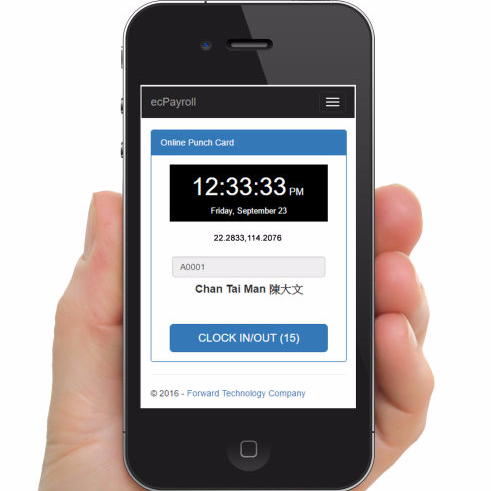 ecPayroll
Online Punch Card
12:33:33 PM
Friday, September 23
22.2833,114.2076
A0001
Chan Tai Man 陳大文
CLOCK IN/OUT (15)
© 2016 - Forward Technology Company